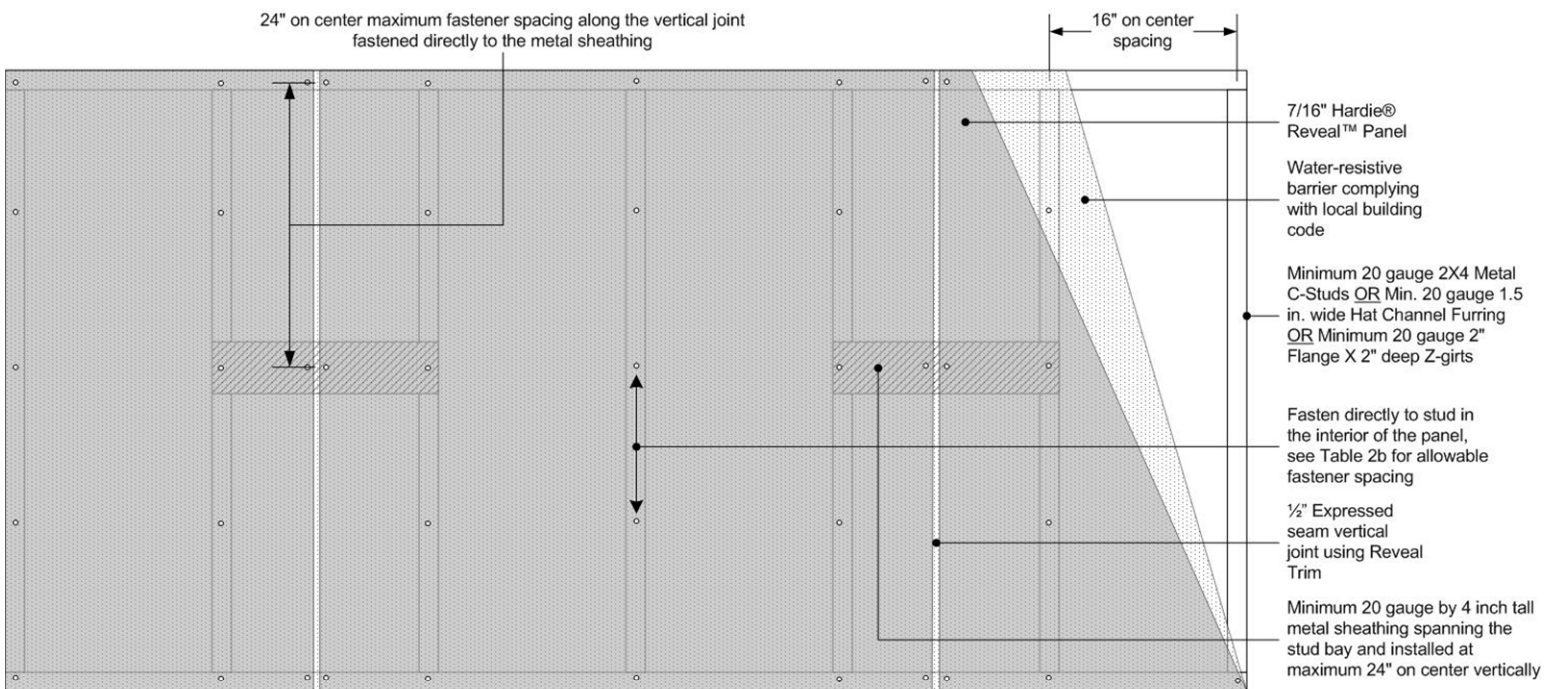 24" on center maximum fastener spacing along the vertical joint
fastened directly to the metal sheathing
16" on center
spacing
7/16" Hardie®
Reveal™ Panel
Water-resistive
barrier complying
with local building
code
Minimum 20 gauge 2X4 Metal
C-Studs OR Min. 20 gauge 1.5
in. wide Hat Channel Furring
OR Minimum 20 gauge 2"
Flange X 2" deep Z-girts
Fasten directly to stud in
the interior of the panel,
see Table 2b for allowable
fastener spacing
½" Expressed
seam vertical
joint using Reveal
Trim
Minimum 20 gauge by 4 inch tall
metal sheathing spanning the
stud bay and installed at
maximum 24" on center vertically